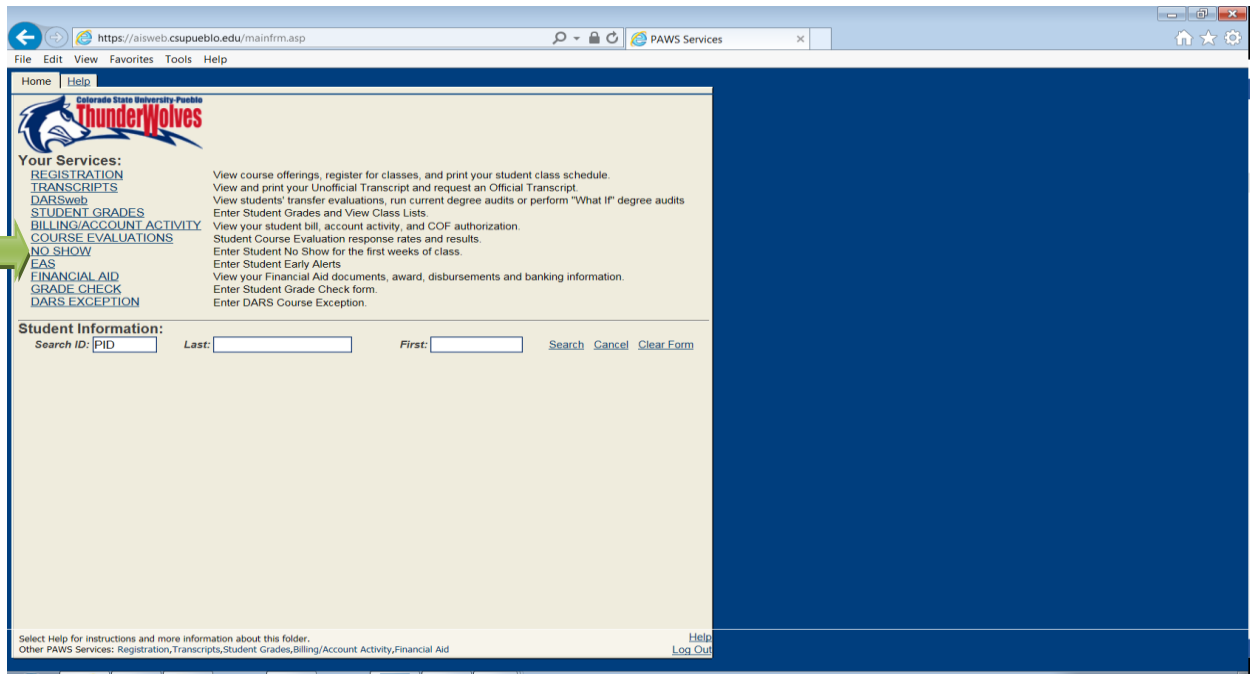 https://aisweb.csupueblo.edu/mainfrm.asp
PAWS Services
File Edit View Favorites Tools Help
Home Help
Colorado State University-Pueblo
ThunderWolves
Your Services:
REGISTRATION View course offerings, register for classes, and print your student class schedule.
TRANSCRIPTS View and print your Unofficial Transcript and request an Official Transcript.
DARSweb View students' transfer evaluations, run current degree audits or perform "What If" degree audits
STUDENT GRADES Enter Student Grades and View Class Lists.
BILLING/ACCOUNT ACTIVITY View your student bill, account activity, and COF authorization.
COURSE EVALUATIONS Student Course Evaluation response rates and results.
NO SHOW Enter Student No Show for the first weeks of class.
EAS Enter Student Early Alerts
FINANCIAL AID View your Financial Aid documents, award, disbursements and banking information.
GRADE CHECK Enter Student Grade Check form.
DARS EXCEPTION Enter DARS Course Exception.
Student Information:
Search ID: PID Last: First: Search Cancel Clear Form
Select Help for instructions and more information about this folder. Help
Other PAWS Services: Registration,Transcripts,Student Grades,Billing/Account Activity,Financial Aid Log Out